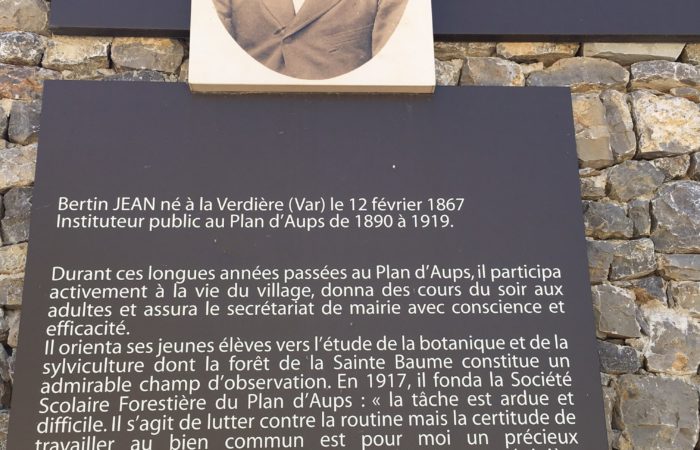 Bertin JEAN né à la Verdière (Var) le 12 février 1867
Instituteur public au Plan d'Aups de 1890 à 1919.
Durant ces longues années passées au Plan d'Aups, il participa
activement à la vie du village, donna des cours du soir aux
adultes et assura le secrétariat de mairie avec conscience et
efficacité.
Il orienta ses jeunes élèves vers l'étude de la botanique et de la
sylviculture dont la forêt de la Sainte Baume constitue un
admirable champ d'observation. En 1917, il fonda la Société
Scolaire Forestière du Plan d'Aups : « la tâche est ardue et
difficile. Il s'agit de lutter contre la routine mais la certitude de
travailler au bien commun est pour moi un précieux